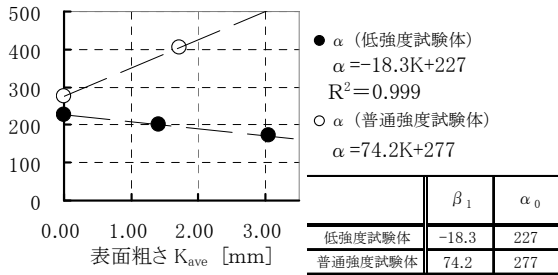 500
400
300
200
100
0
0.00 1.00 2.00 3.00
表面粗さ Kave [mm]
● α (低強度試験体)
α=-18.3K+227
R²=0.999
○ α (普通強度試験体)
α=74.2K+277
β₁ α₀
低強度試験体 -18.3 227
普通強度試験体 74.2 277